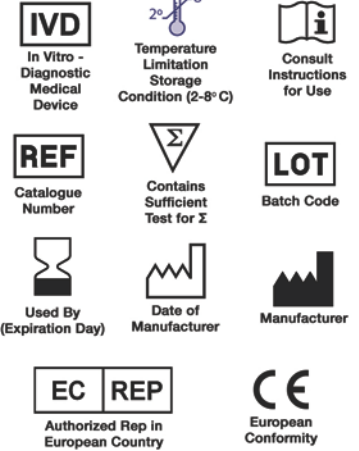 IVD
In Vitro -
Diagnostic
Medical
Device
2°
Temperature
Limitation
Storage
Condition (2-8°C)
i
Consult
Instructions
for Use
REF
Catalogue
Number
Σ
Contains
Sufficient
Test for Σ
LOT
Batch Code
Used By
(Expiration Day)
Date of
Manufacturer
Manufacturer
EC REP
Authorized Rep in
European Country
CE
European
Conformity